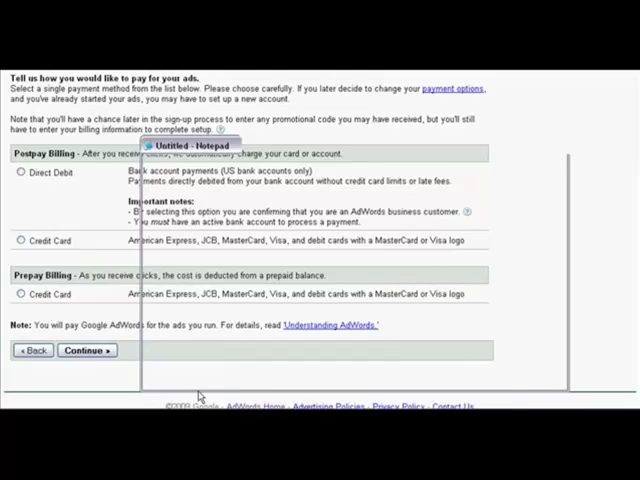 Tell us how you would like to pay for your ads.
Select a single payment method from the list below. Please choose carefully. If you later decide to change your payment options,
and you've already started your ads, you may have to set up a new account.
Note that you'll have a chance later in the sign-up process to enter any promotional code you may have received, but you'll still
have to enter your billing information to complete setup. ?
Untitled - Notepad
Postpay Billing - After you receive clicks, we automatically charge your card or account.
Direct Debit
Bank account payments (US bank accounts only)
Payments directly debited from your bank account without credit card limits or late fees.
Important notes:
- By selecting this option you are confirming that you are an AdWords business customer. ?
- You must have an active bank account to process a payment.
Credit Card
American Express, JCB, MasterCard, Visa, and debit cards with a MasterCard or Visa logo
Prepay Billing - As you receive clicks, the cost is deducted from a prepaid balance.
Credit Card
American Express, JCB, MasterCard, Visa, and debit cards with a MasterCard or Visa logo
Note: You will pay Google AdWords for the ads you run. For details, read 'Understanding AdWords.'
« Back Continue »
©2009 Google - AdWords Home - Advertising Policies - Privacy Policy - Contact Us